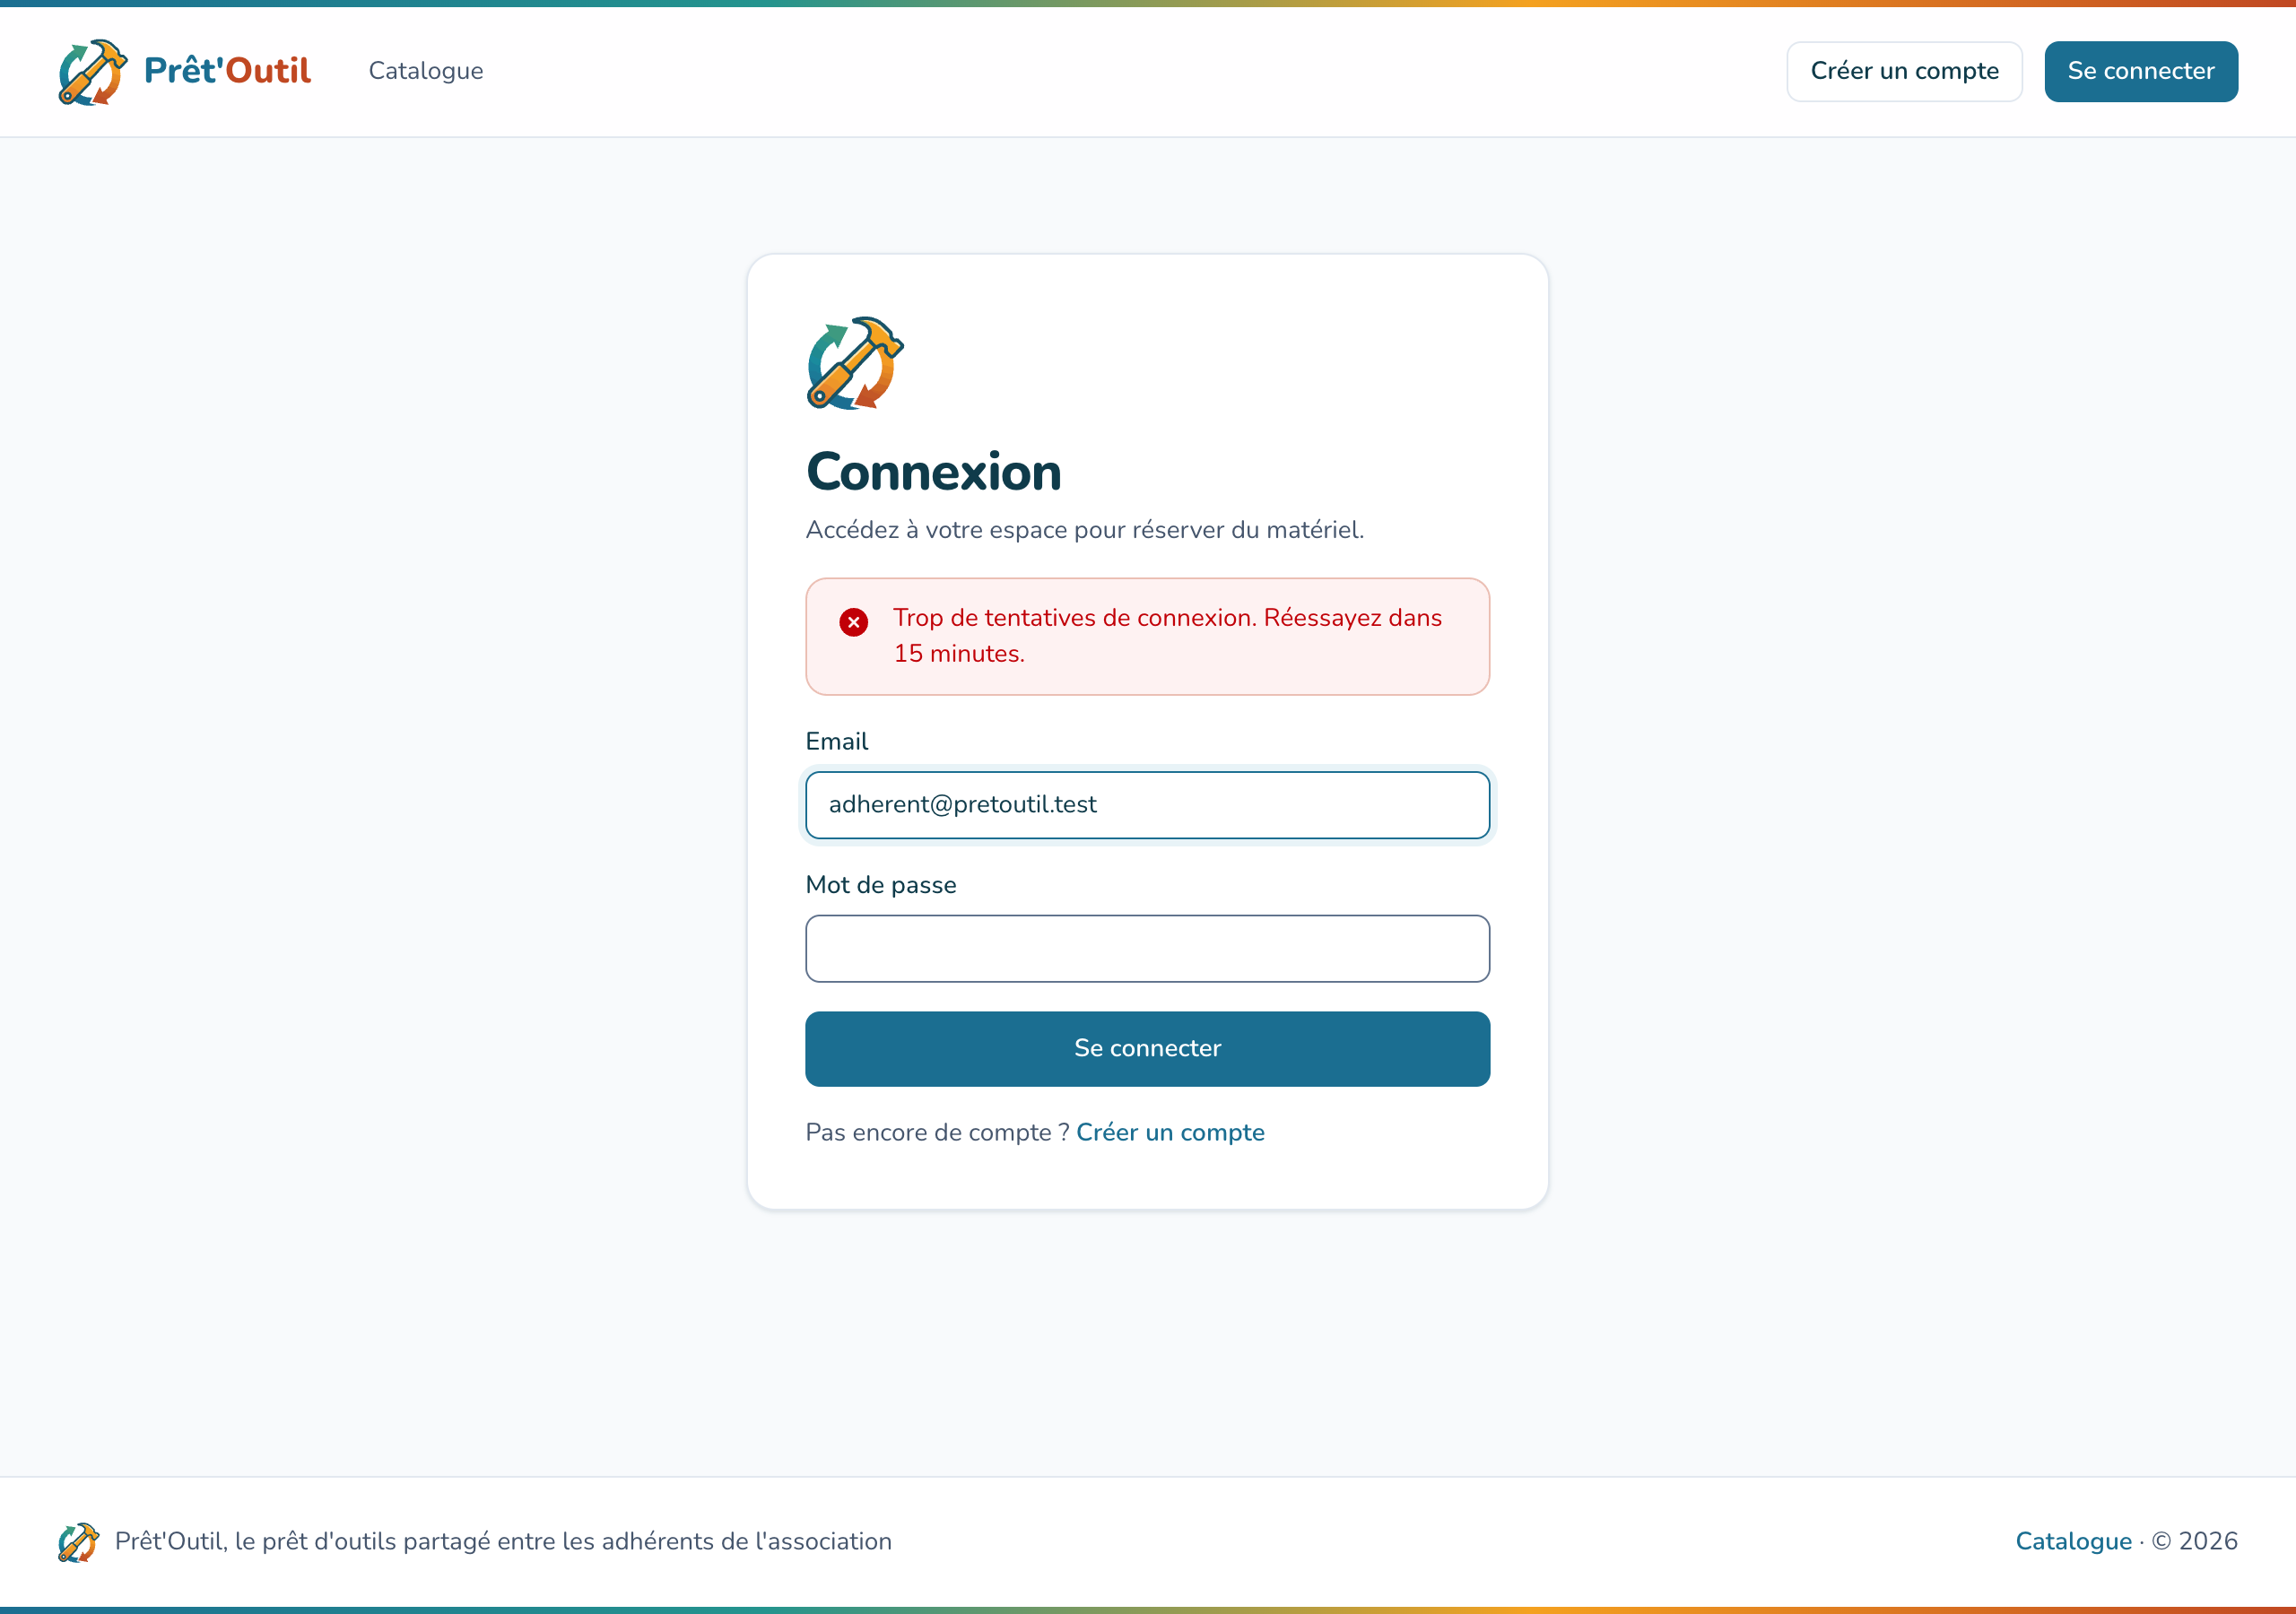 Prêt'Outil
Catalogue
Créer un compte
Se connecter
Connexion
Accédez à votre espace pour réserver du matériel.
Trop de tentatives de connexion. Réessayez dans
15 minutes.
Email
adherent@pretoutil.test
Mot de passe
Se connecter
Pas encore de compte ? Créer un compte
Prêt'Outil, le prêt d'outils partagé entre les adhérents de l'association
Catalogue · © 2026